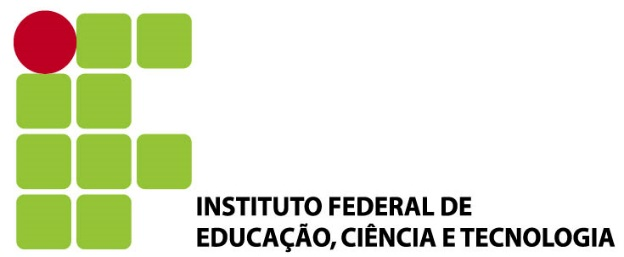 INSTITUTO FEDERAL DE
EDUCAÇÃO, CIÊNCIA E TECNOLOGIA